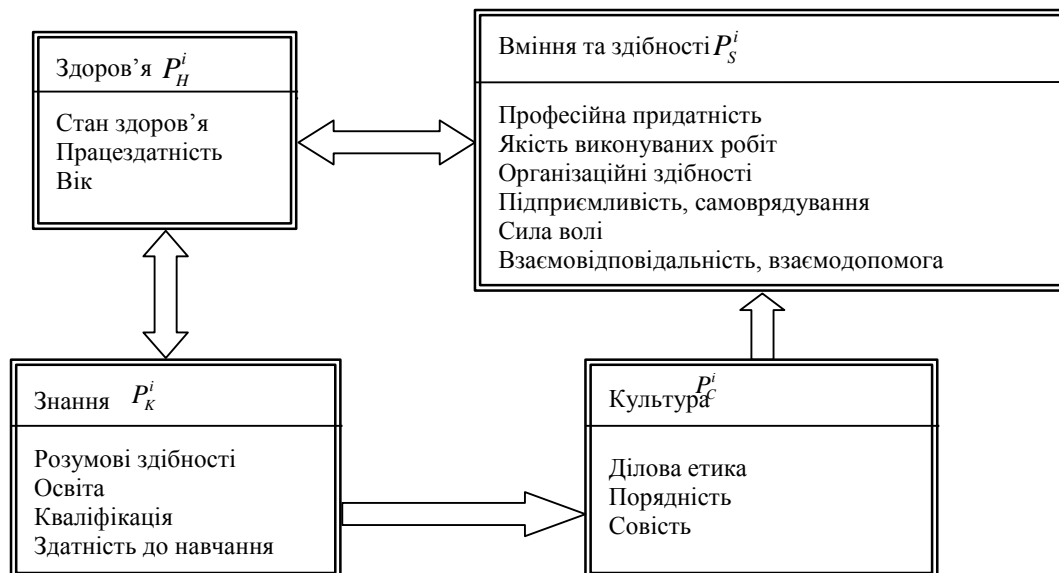 Здоров’я P_H^i
Стан здоров’я
Працездатність
Вік
Вміння та здібності P_S^i
Професійна придатність
Якість виконуваних робіт
Організаційні здібності
Підприємливість, самоврядування
Сила волі
Взаємовідповідальність, взаємодопомога
Знання P_K^i
Розумові здібності
Освіта
Кваліфікація
Здатність до навчання
Культура P_C^i
Ділова етика
Порядність
Совість